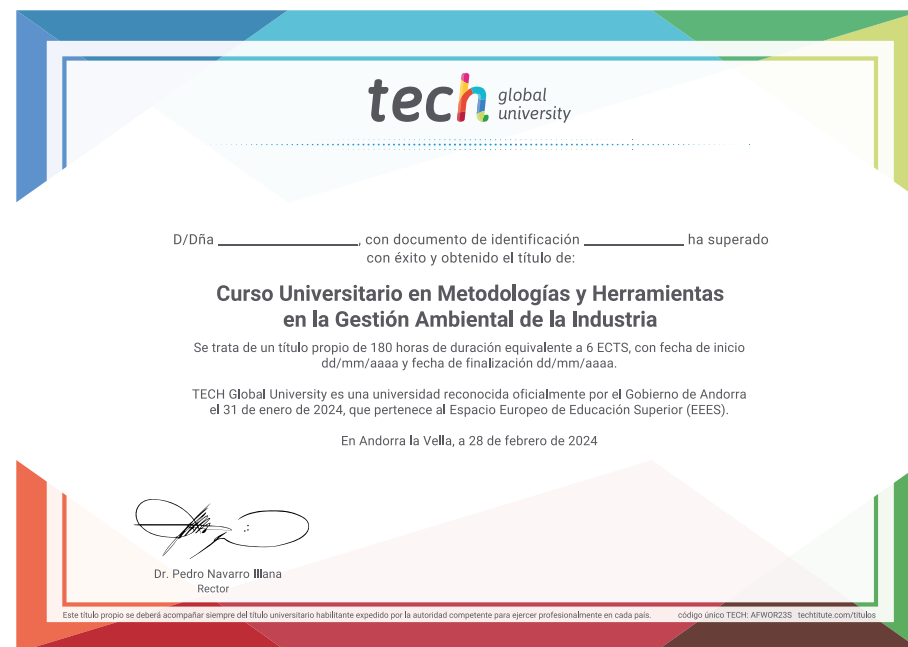 tech global university
D/Dña ____________________, con documento de identificación ______________ ha superado
con éxito y obtenido el título de:
Curso Universitario en Metodologías y Herramientas
en la Gestión Ambiental de la Industria
Se trata de un título propio de 180 horas de duración equivalente a 6 ECTS, con fecha de inicio
dd/mm/aaaa y fecha de finalización dd/mm/aaaa.
TECH Global University es una universidad reconocida oficialmente por el Gobierno de Andorra
el 31 de enero de 2024, que pertenece al Espacio Europeo de Educación Superior (EEES).
En Andorra la Vella, a 28 de febrero de 2024
Dr. Pedro Navarro Illana
Rector
Este título propio se deberá acompañar siempre del título universitario habilitante expedido por la autoridad competente para ejercer profesionalmente en cada país. código único TECH: AFWOR23S techtitute.com/titulos